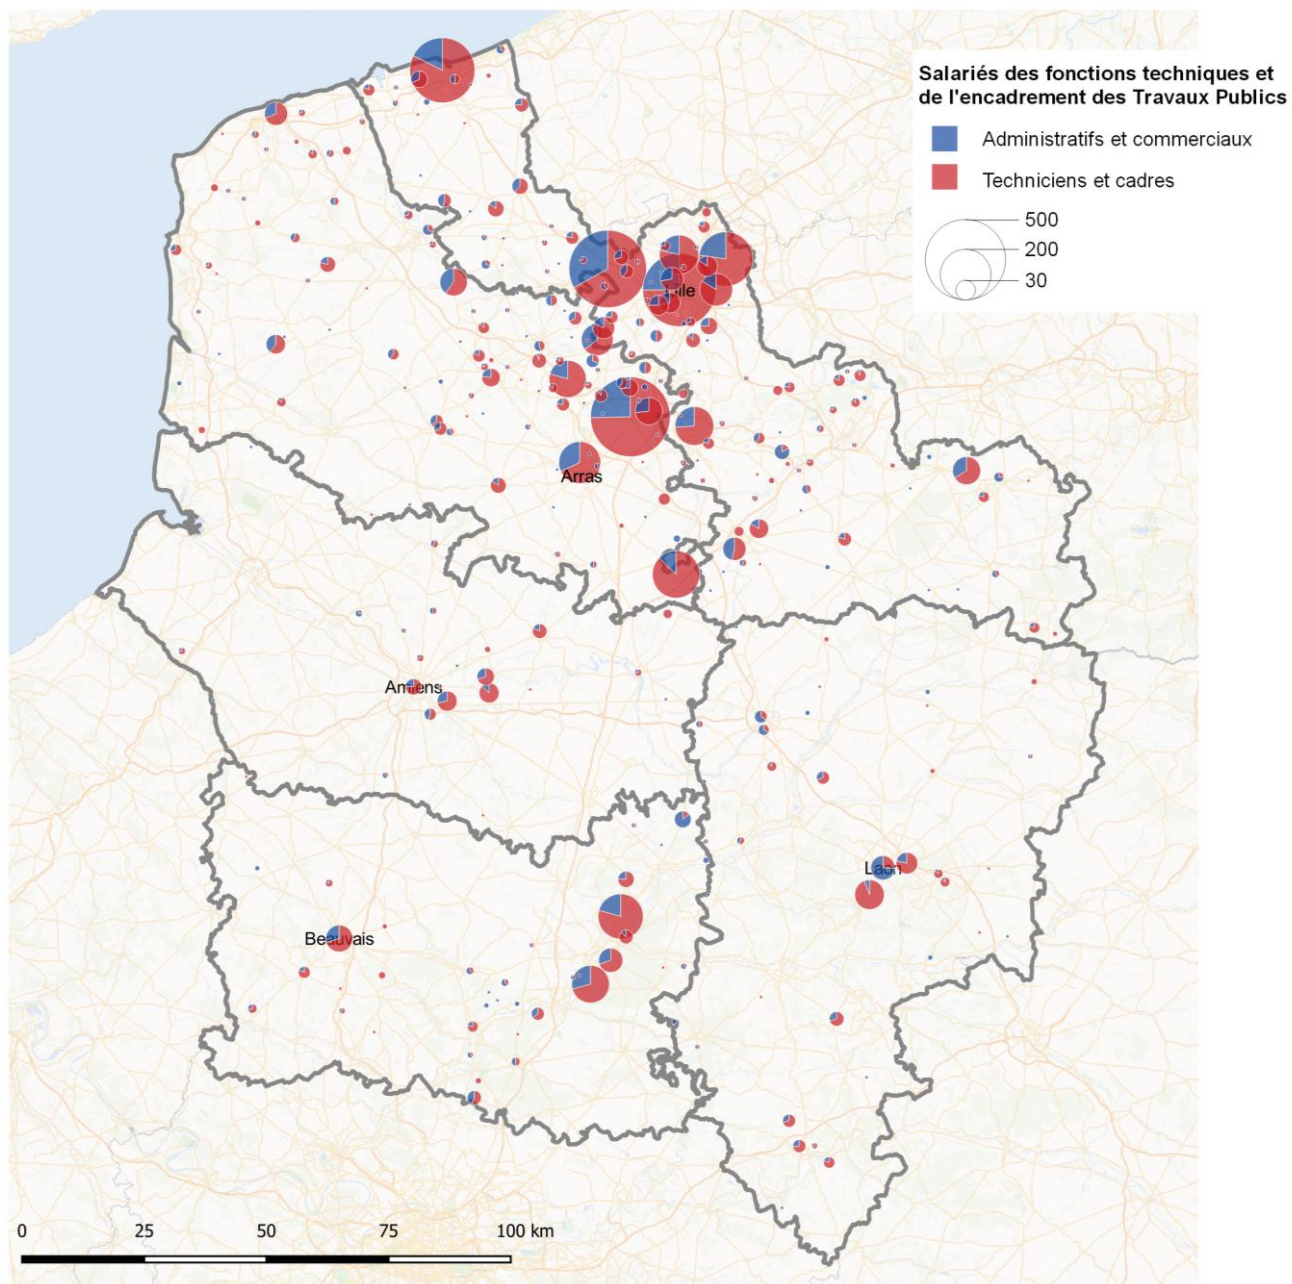 Salariés des fonctions techniques et
de l'encadrement des Travaux Publics
Administratifs et commerciaux
Techniciens et cadres
500
200
30
Lille
Arras
Amiens
Laon
Beauvais
0 25 50 75 100 km